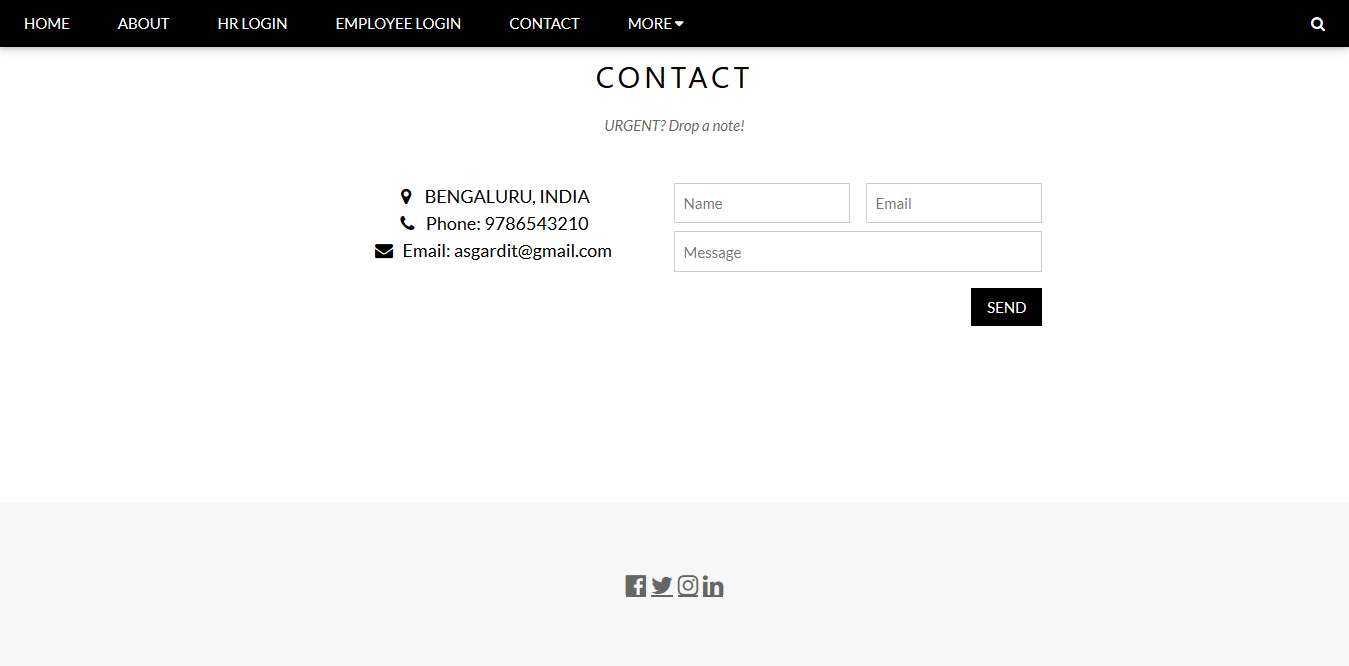 HOME ABOUT HR LOGIN EMPLOYEE LOGIN CONTACT MORE
CONTACT
URGENT? Drop a note!
BENGALURU, INDIA
Phone: 9786543210
Email: asgardit@gmail.com
Name Email
Message
SEND